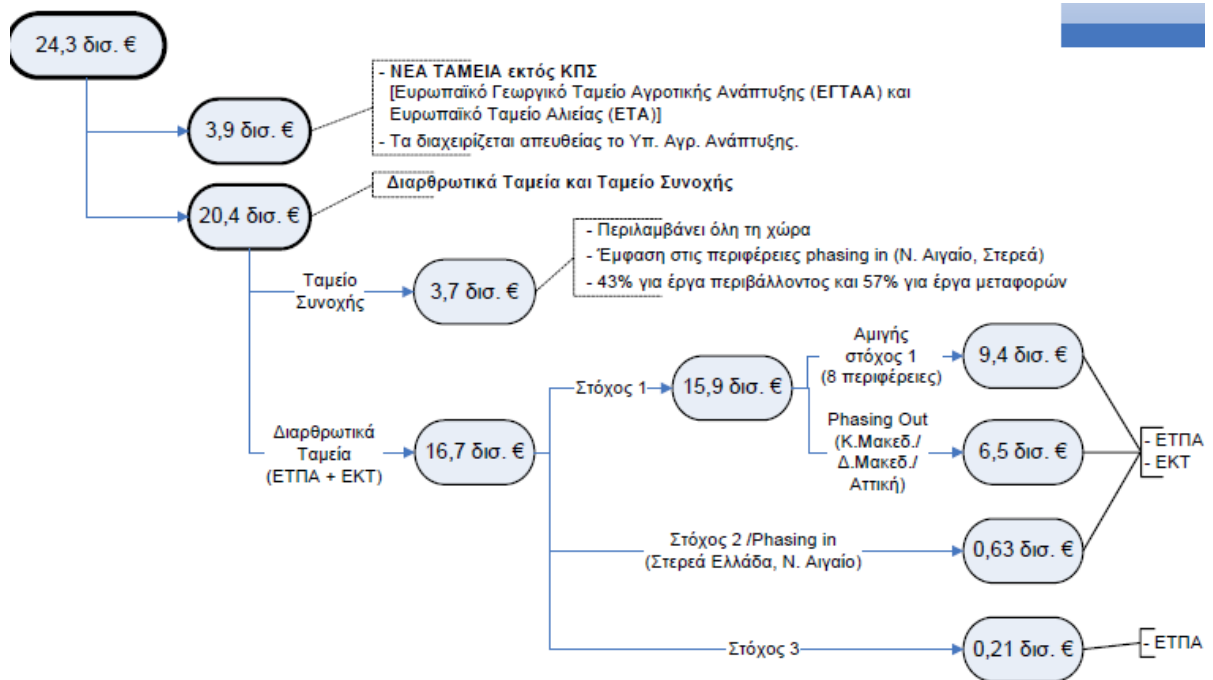 24,3 δισ. €
- ΝΕΑ ΤΑΜΕΙΑ εκτός ΚΠΣ
[Ευρωπαϊκό Γεωργικό Ταμείο Αγροτικής Ανάπτυξης (ΕΓΤΑΑ) και
Ευρωπαϊκό Ταμείο Αλιείας (ΕΤΑ)]
- Τα διαχειρίζεται απευθείας το Υπ. Αγρ. Ανάπτυξης.
3,9 δισ. €
Διαρθρωτικά Ταμεία και Ταμείο Συνοχής
20,4 δισ. €
- Περιλαμβάνει όλη τη χώρα
- Έμφαση στις περιφέρειες phasing in (Ν. Αιγαίο, Στερεά)
- 43% για έργα περιβάλλοντος και 57% για έργα μεταφορών
Ταμείο
Συνοχής
3,7 δισ. €
Διαρθρωτικά
Ταμεία
(ΕΤΠΑ + ΕΚΤ)
16,7 δισ. €
Στόχος 1
15,9 δισ. €
Αμιγής
στόχος 1
(8 περιφέρειες)
9,4 δισ. €
Phasing Out
(Κ.Μακεδ./
Δ.Μακεδ./
Αττική)
6,5 δισ. €
- ΕΤΠΑ
- ΕΚΤ
Στόχος 2 /Phasing in
(Στερεά Ελλάδα, Ν. Αιγαίο)
0,63 δισ. €
Στόχος 3
0,21 δισ. €
- ΕΤΠΑ